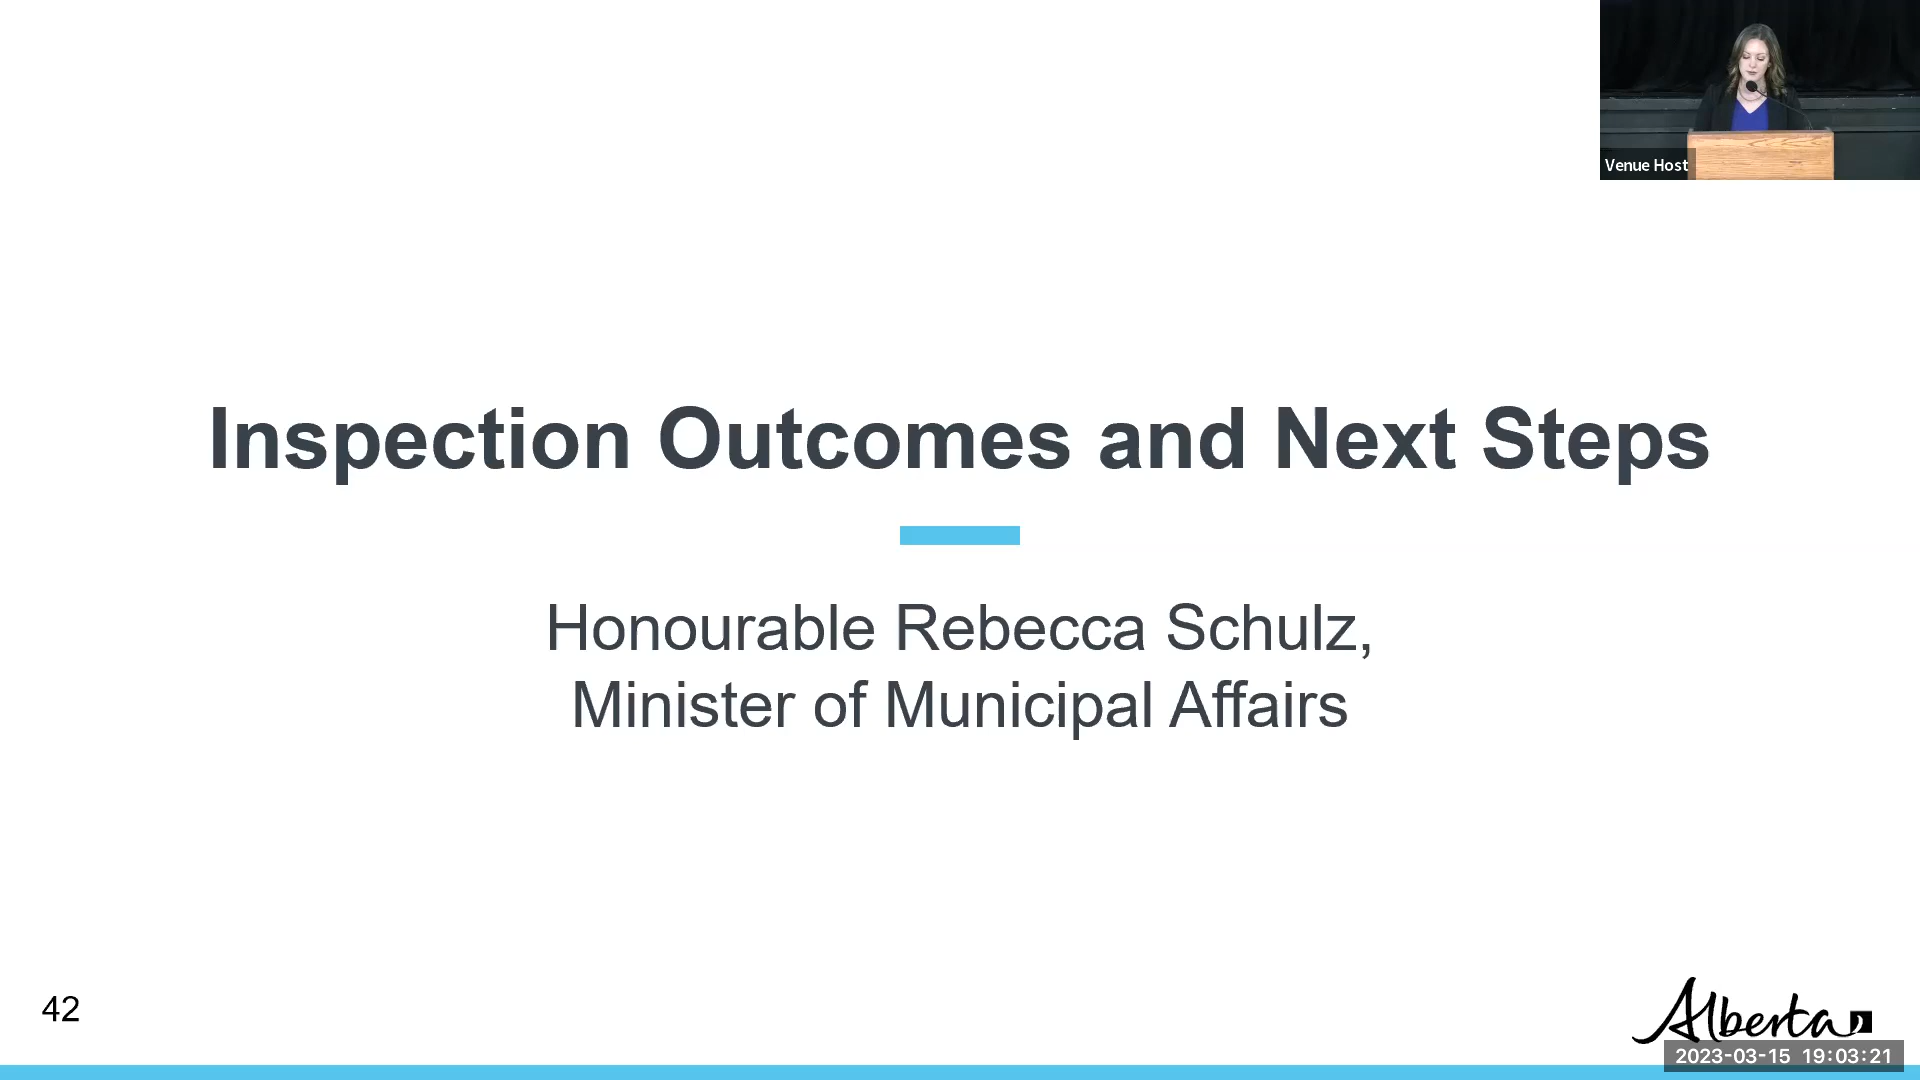 Venue Host
Inspection Outcomes and Next Steps
Honourable Rebecca Schulz,
Minister of Municipal Affairs
42
Alberta
2023-03-15 19:03:21